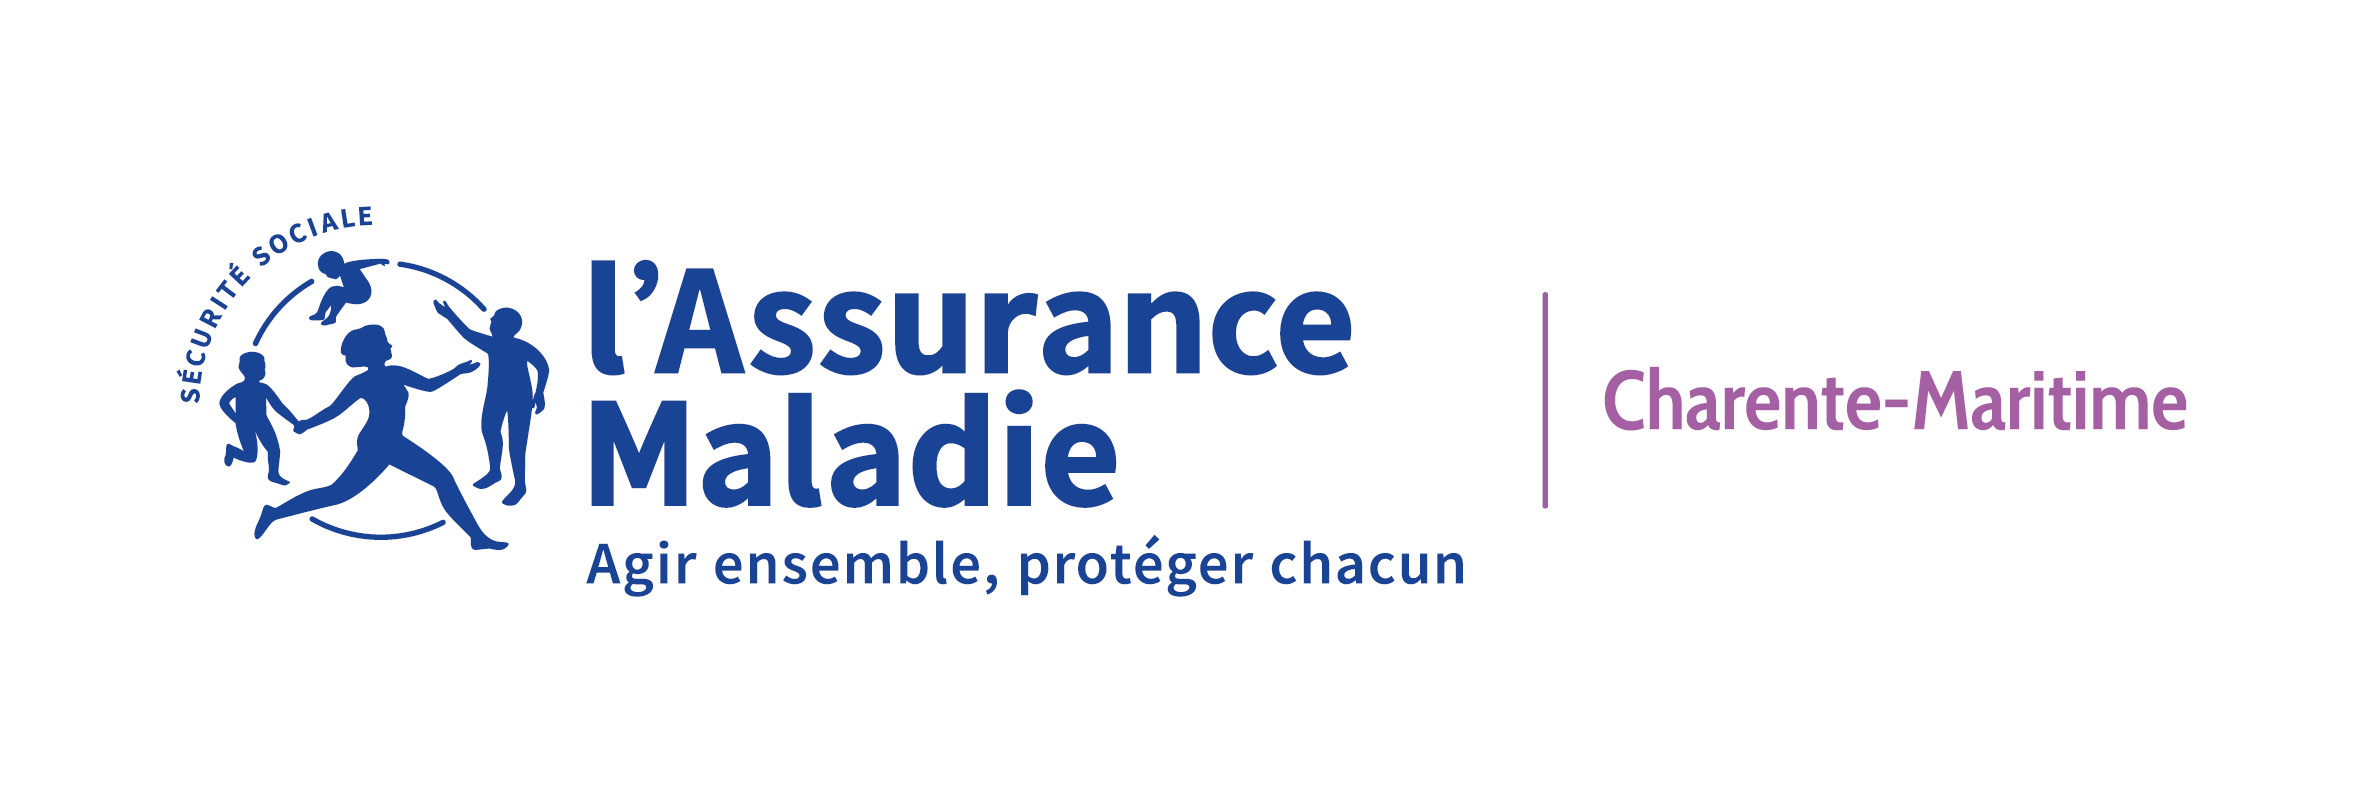 SÉCURITÉ SOCIALE
l’Assurance
Maladie
Agir ensemble, protéger chacun
Charente-Maritime